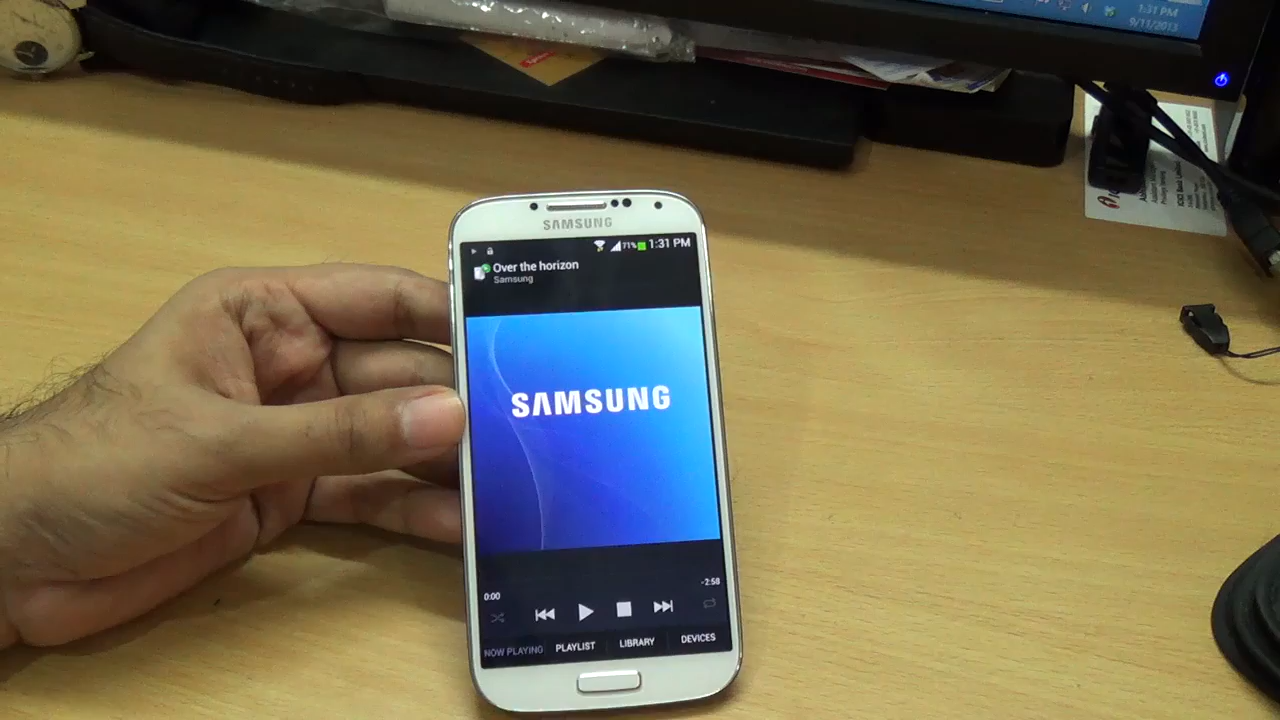 1:31 PM
9/11/2013
SAMSUNG
71% 1:31 PM
Over the horizon
Samsung
SAMSUNG
0:00
-2:58
NOW PLAYING PLAYLIST LIBRARY DEVICES